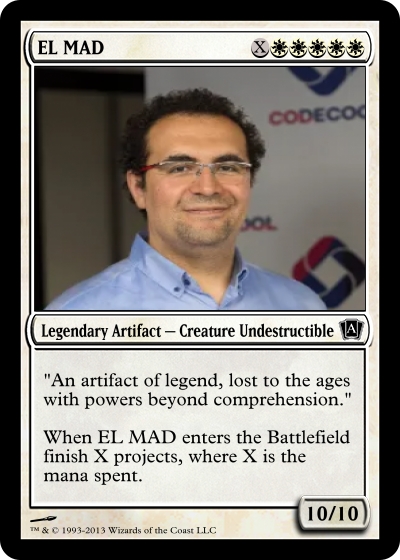 EL MAD X
CODECOOL
COOL
Legendary Artifact — Creature Undestructible A
"An artifact of legend, lost to the ages
with powers beyond comprehension."
When EL MAD enters the Battlefield
finish X projects, where X is the
mana spent.
10/10
™ & © 1993-2013 Wizards of the Coast LLC